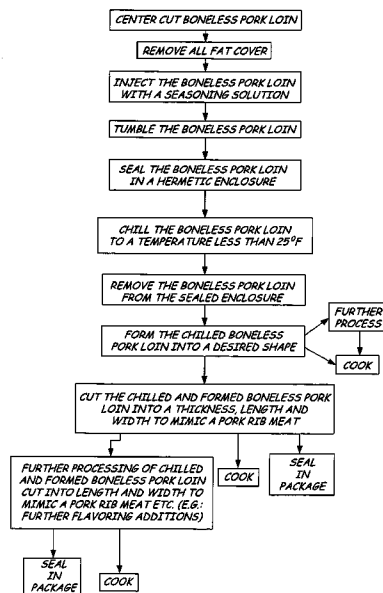 CENTER CUT BONELESS PORK LOIN
REMOVE ALL FAT COVER
INJECT THE BONELESS PORK LOIN
WITH A SEASONING SOLUTION
TUMBLE THE BONELESS PORK LOIN
SEAL THE BONELESS PORK LOIN
IN A HERMETIC ENCLOSURE
CHILL THE BONELESS PORK LOIN
TO A TEMPERATURE LESS THAN 25°F
REMOVE THE BONELESS PORK LOIN
FROM THE SEALED ENCLOSURE
FORM THE CHILLED BONELESS
PORK LOIN INTO A DESIRED SHAPE
FURTHER
PROCESS
COOK
CUT THE CHILLED AND FORMED BONELESS PORK
LOIN INTO A THICKNESS, LENGTH AND
WIDTH TO MIMIC A PORK RIB MEAT
FURTHER PROCESSING OF CHILLED
AND FORMED BONELESS PORK LOIN
CUT INTO LENGTH AND WIDTH TO
MIMIC A PORK RIB MEAT ETC. (E.G.:
FURTHER FLAVORING ADDITIONS)
COOK
SEAL
IN
PACKAGE
SEAL
IN
PACKAGE
COOK